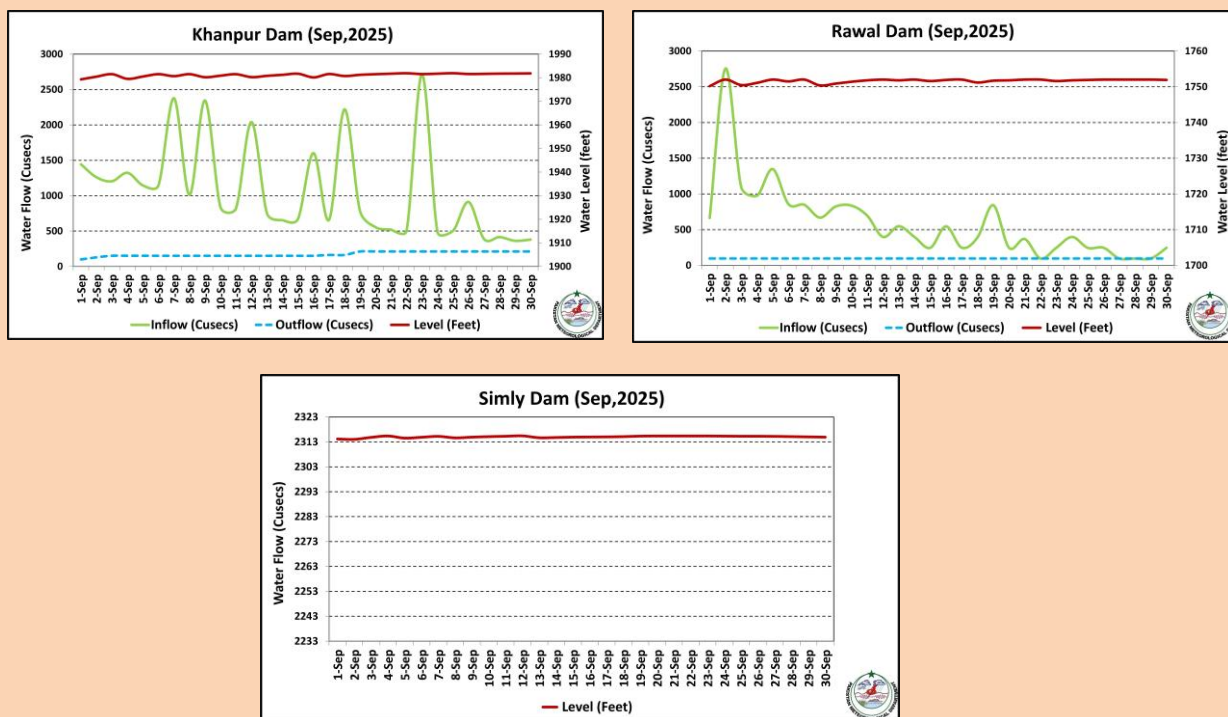 Khanpur Dam (Sep,2025)
Water Flow (Cusecs)
3000
2500
2000
1500
1000
500
0
1990
1980
1970
1960
1950
1940
1930
1920
1910
1900
Water Level (feet)
1-Sep
2-Sep
3-Sep
4-Sep
5-Sep
6-Sep
7-Sep
8-Sep
9-Sep
10-Sep
11-Sep
12-Sep
13-Sep
14-Sep
15-Sep
16-Sep
17-Sep
18-Sep
19-Sep
20-Sep
21-Sep
22-Sep
23-Sep
24-Sep
25-Sep
26-Sep
27-Sep
28-Sep
29-Sep
30-Sep
Inflow (Cusecs) Outflow (Cusecs) Level (Feet)
PAKISTAN METEOROLOGICAL DEPARTMENT
Rawal Dam (Sep,2025)
Water Flow (Cusecs)
3000
2500
2000
1500
1000
500
0
1760
1750
1740
1730
1720
1710
1700
Water Level (feet)
1-Sep
2-Sep
3-Sep
4-Sep
5-Sep
6-Sep
7-Sep
8-Sep
9-Sep
10-Sep
11-Sep
12-Sep
13-Sep
14-Sep
15-Sep
16-Sep
17-Sep
18-Sep
19-Sep
20-Sep
21-Sep
22-Sep
23-Sep
24-Sep
25-Sep
26-Sep
27-Sep
28-Sep
29-Sep
30-Sep
Inflow (Cusecs) Outflow (Cusecs) Level (Feet)
PAKISTAN METEOROLOGICAL DEPARTMENT
Simly Dam (Sep,2025)
Water Flow (Cusecs)
2323
2313
2303
2293
2283
2273
2263
2253
2243
2233
1-Sep
2-Sep
3-Sep
4-Sep
5-Sep
6-Sep
7-Sep
8-Sep
9-Sep
10-Sep
11-Sep
12-Sep
13-Sep
14-Sep
15-Sep
16-Sep
17-Sep
18-Sep
19-Sep
20-Sep
21-Sep
22-Sep
23-Sep
24-Sep
25-Sep
26-Sep
27-Sep
28-Sep
29-Sep
30-Sep
Level (Feet)
PAKISTAN METEOROLOGICAL DEPARTMENT